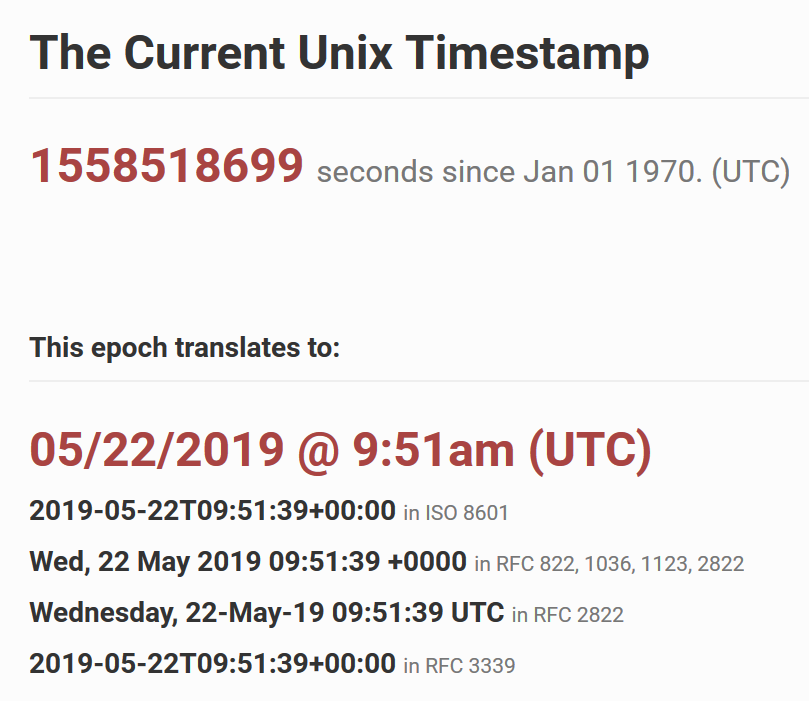 The Current Unix Timestamp
1558518699 seconds since Jan 01 1970. (UTC)
This epoch translates to:
05/22/2019 @ 9:51am (UTC)
2019-05-22T09:51:39+00:00 in ISO 8601
Wed, 22 May 2019 09:51:39 +0000 in RFC 822, 1036, 1123, 2822
Wednesday, 22-May-19 09:51:39 UTC in RFC 2822
2019-05-22T09:51:39+00:00 in RFC 3339